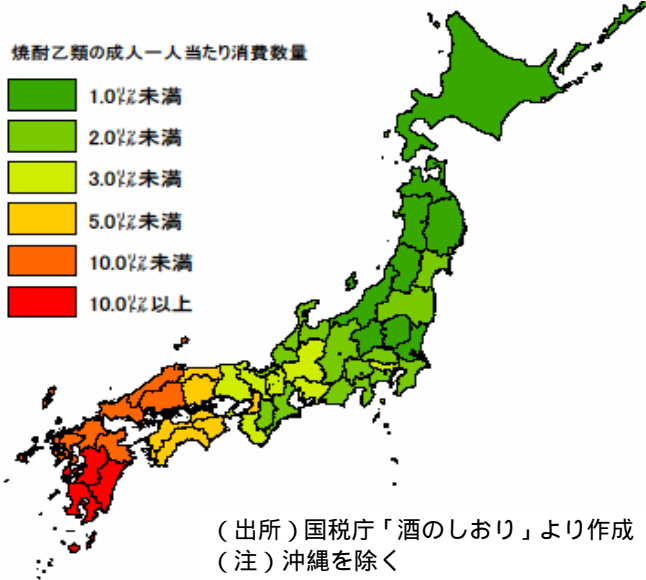 焼酎乙類の成人一人当たり消費数量
1.0㍑未満
2.0㍑未満
3.0㍑未満
5.0㍑未満
10.0㍑未満
10.0㍑以上
（出所）国税庁「酒のしおり」より作成
（注）沖縄を除く